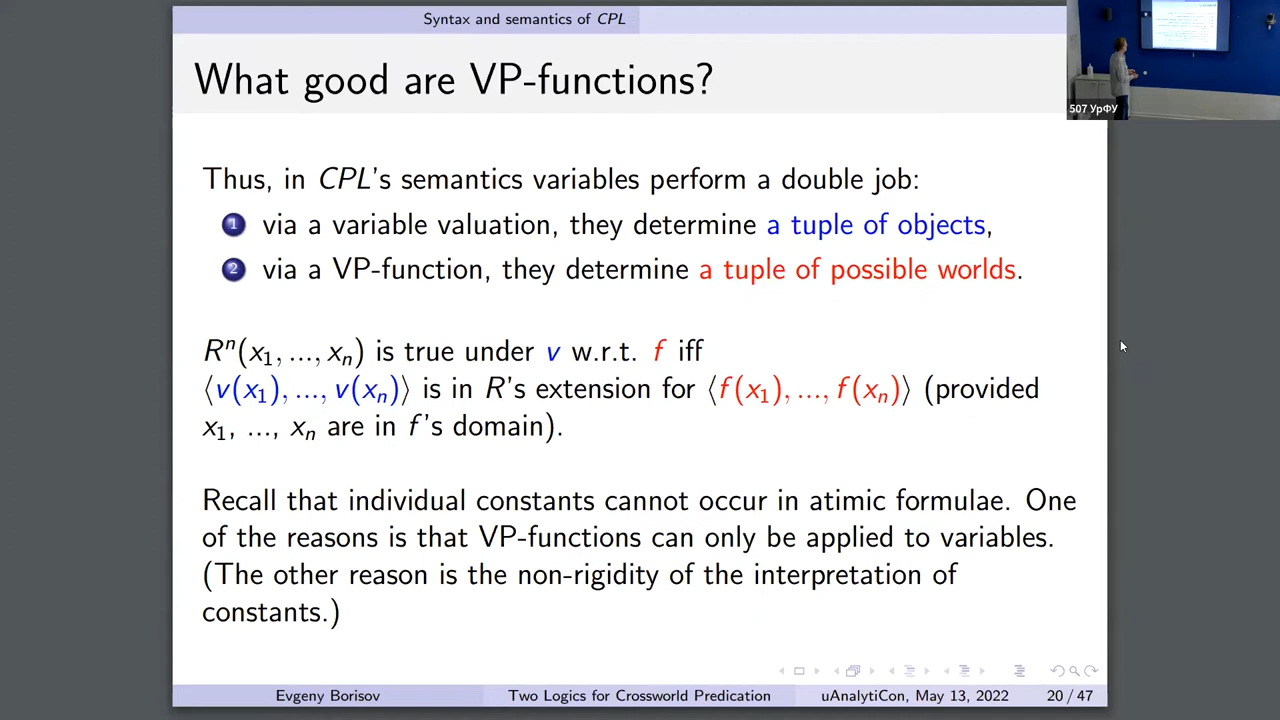 Syntax and semantics of CPL
What good are VP-functions?
507 УрФУ
Thus, in CPL's semantics variables perform a double job:
1 via a variable valuation, they determine a tuple of objects,
2 via a VP-function, they determine a tuple of possible worlds.
Rⁿ(x₁, ..., xₙ) is true under v w.r.t. f iff
⟨v(x₁), ..., v(xₙ)⟩ is in R's extension for ⟨f(x₁), ..., f(xₙ)⟩ (provided
x₁, ..., xₙ are in f's domain).
Recall that individual constants cannot occur in atimic formulae. One
of the reasons is that VP-functions can only be applied to variables.
(The other reason is the non-rigidity of the interpretation of
constants.)
Evgeny Borisov
Two Logics for Crossworld Predication
uAnalytiCon, May 13, 2022
20 / 47